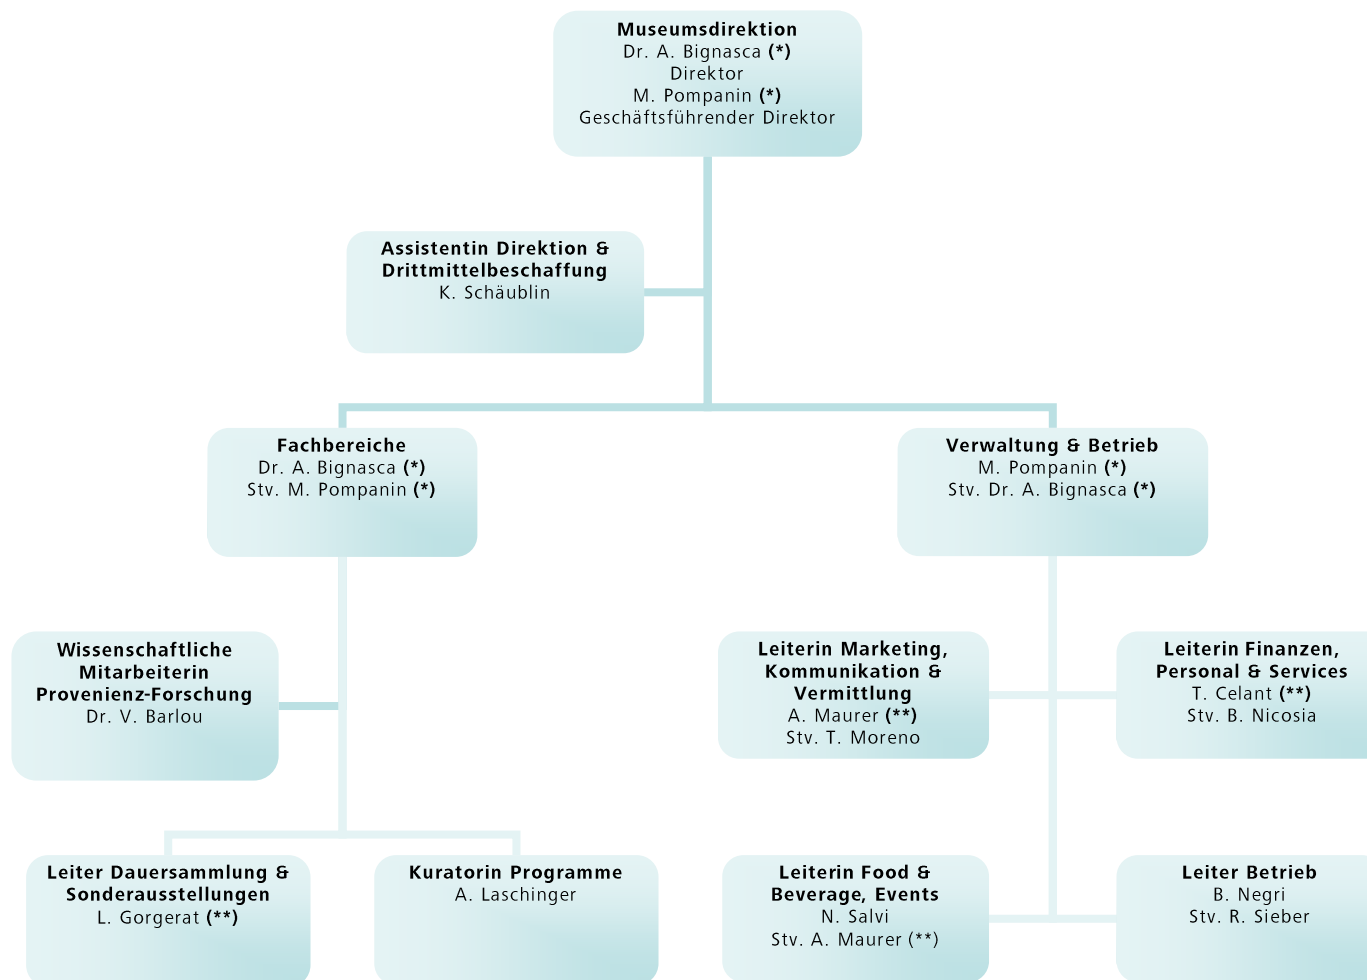 Museumsdirektion
Dr. A. Bignasca (*)
Direktor
M. Pompanin (*)
Geschäftsführender Direktor
Assistentin Direktion &
Drittmittelbeschaffung
K. Schäublin
Fachbereiche
Dr. A. Bignasca (*)
Stv. M. Pompanin (*)
Verwaltung & Betrieb
M. Pompanin (*)
Stv. Dr. A. Bignasca (*)
Wissenschaftliche
Mitarbeiterin
Provenienz-Forschung
Dr. V. Barlou
Leiterin Marketing,
Kommunikation &
Vermittlung
A. Maurer (**)
Stv. T. Moreno
Leiterin Finanzen,
Personal & Services
T. Celant (**)
Stv. B. Nicosia
Leiter Dauersammlung &
Sonderausstellungen
L. Gorgerat (**)
Kuratorin Programme
A. Laschinger
Leiterin Food &
Beverage, Events
N. Salvi
Stv. A. Maurer (**)
Leiter Betrieb
B. Negri
Stv. R. Sieber